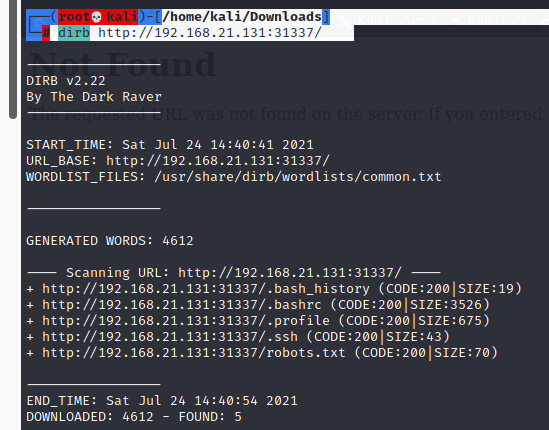 (root💀kali)-[/home/kali/Downloads]
# dirb http://192.168.21.131:31337/
Not Found
DIRB v2.22
By The Dark Raver
The requested URL was not found on the server. If you entered
START_TIME: Sat Jul 24 14:40:41 2021
URL_BASE: http://192.168.21.131:31337/
WORDLIST_FILES: /usr/share/dirb/wordlists/common.txt
GENERATED WORDS: 4612
---- Scanning URL: http://192.168.21.131:31337/ ----
+ http://192.168.21.131:31337/.bash_history (CODE:200|SIZE:19)
+ http://192.168.21.131:31337/.bashrc (CODE:200|SIZE:3526)
+ http://192.168.21.131:31337/.profile (CODE:200|SIZE:675)
+ http://192.168.21.131:31337/.ssh (CODE:200|SIZE:43)
+ http://192.168.21.131:31337/robots.txt (CODE:200|SIZE:70)
END_TIME: Sat Jul 24 14:40:54 2021
DOWNLOADED: 4612 - FOUND: 5